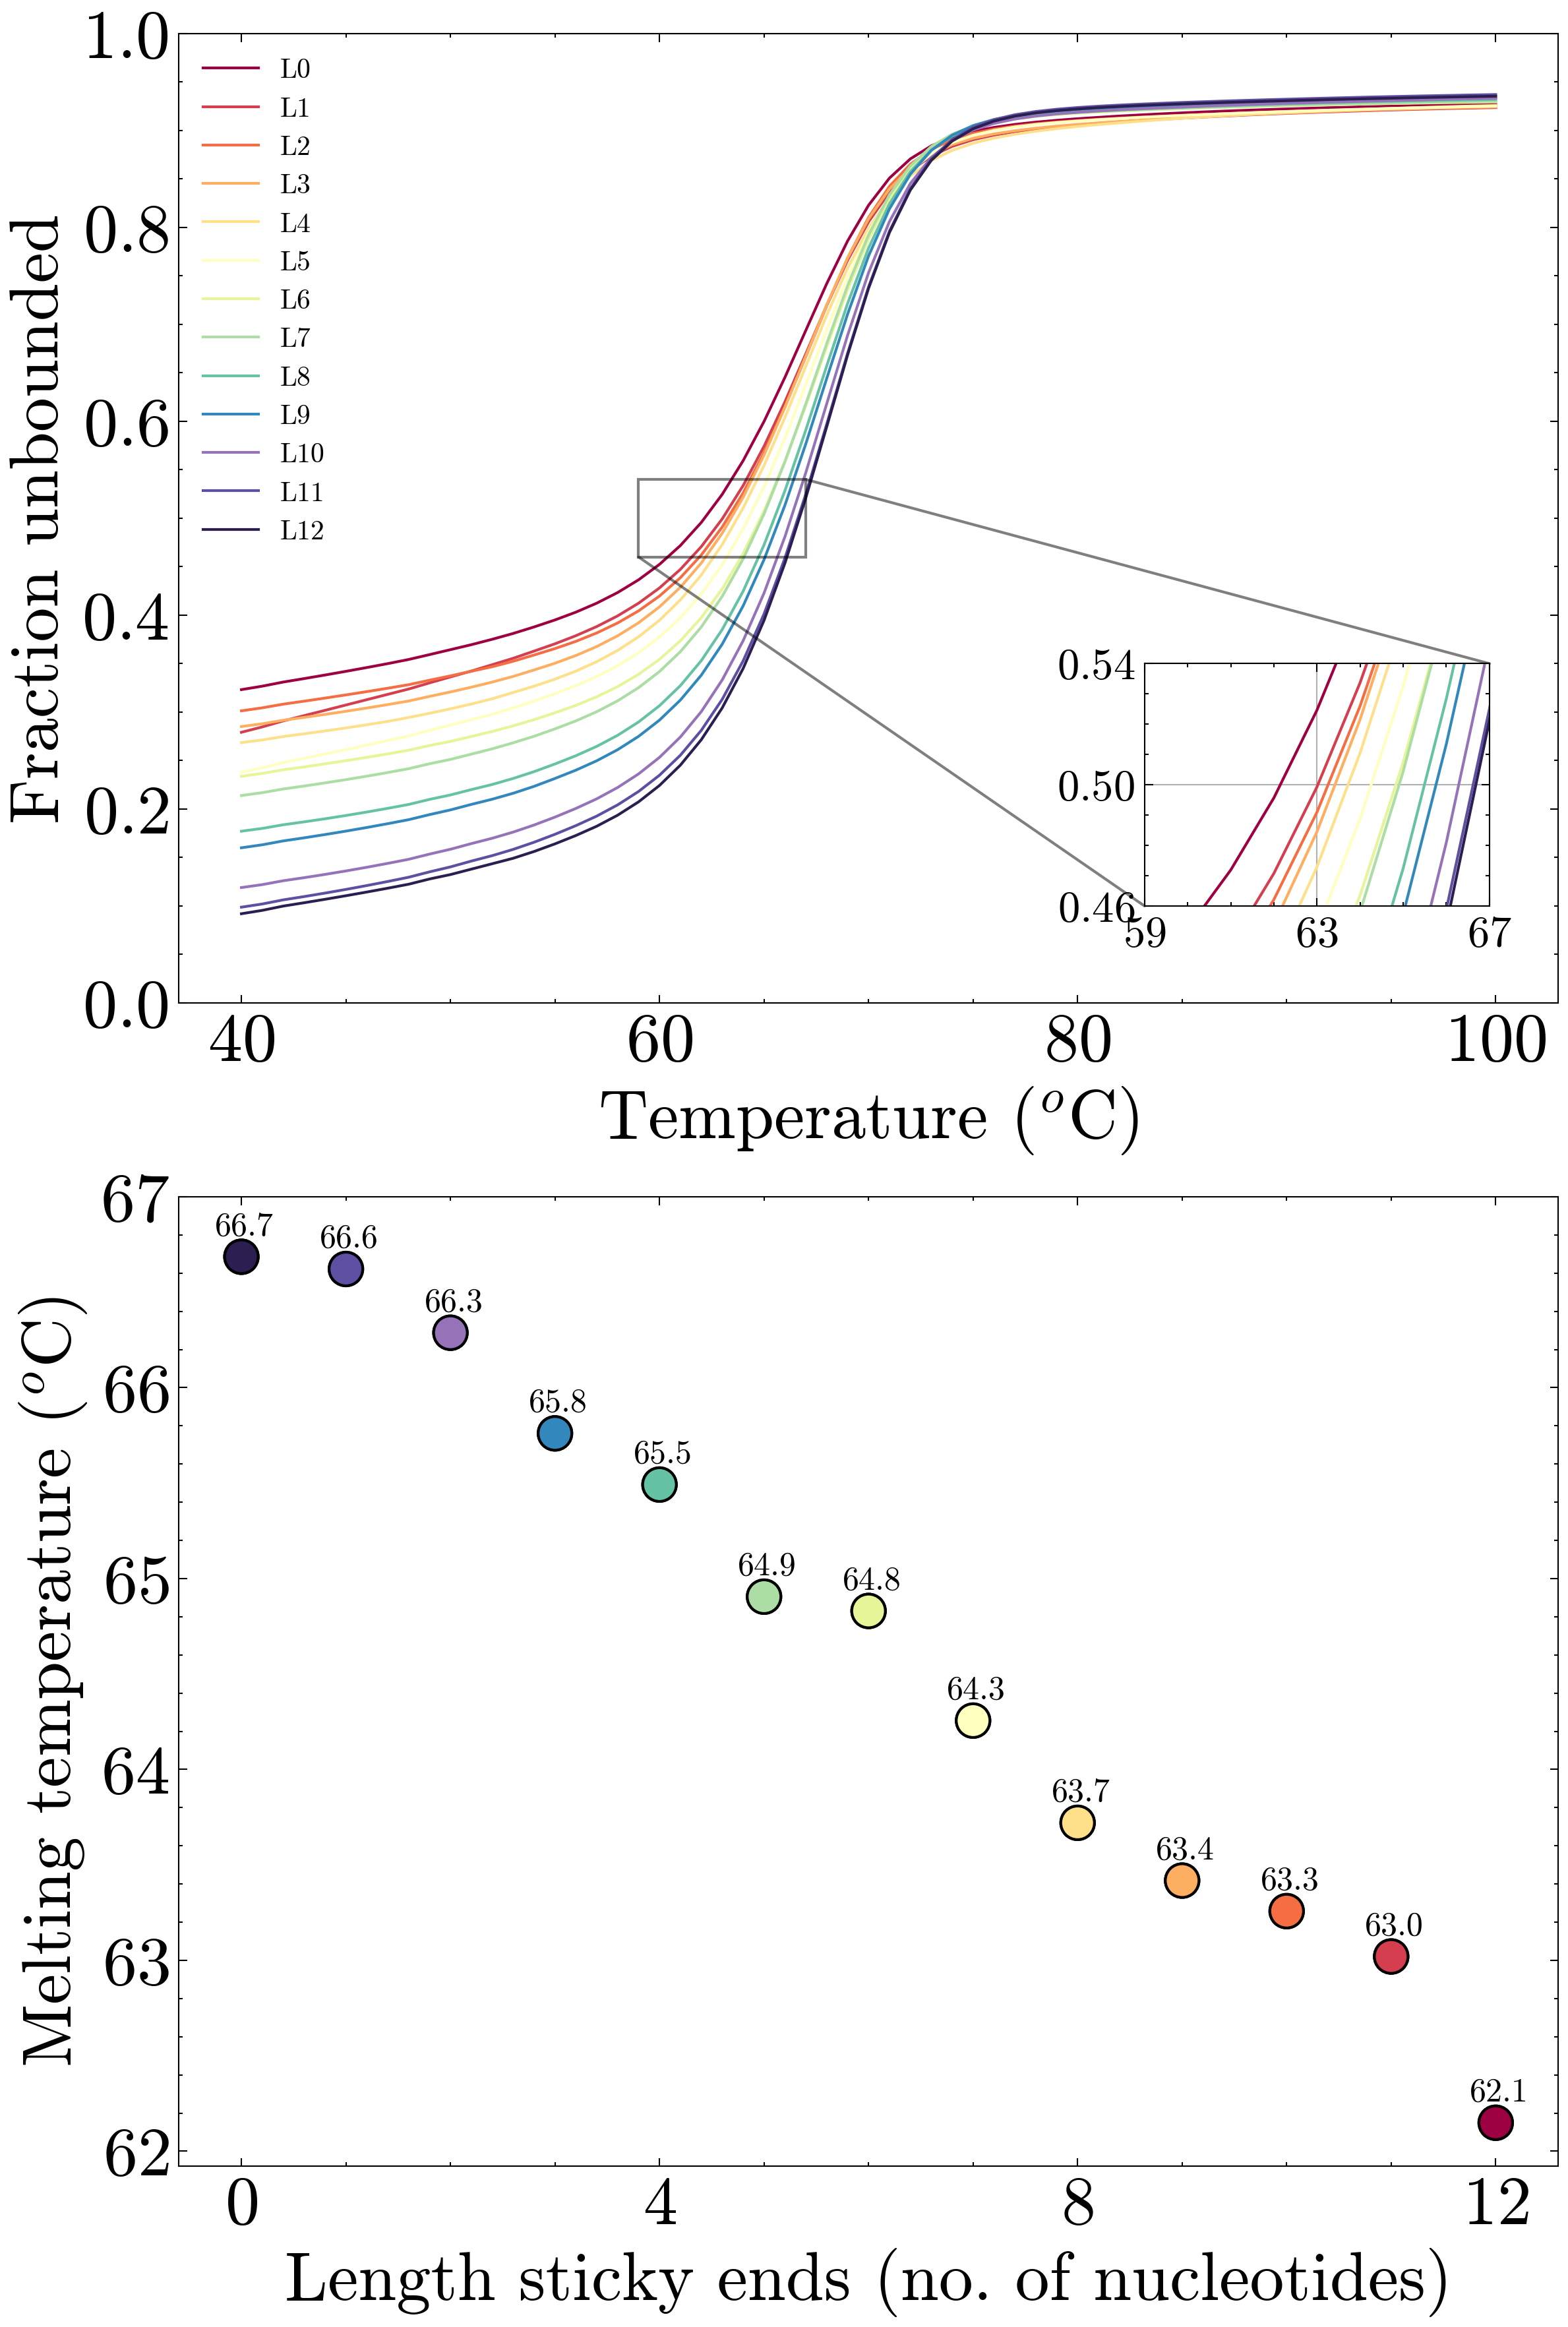 1.0
0.8
0.6
0.4
0.2
0.0
Fraction unbounded
L0
L1
L2
L3
L4
L5
L6
L7
L8
L9
L10
L11
L12
0.54
0.50
0.46
59 63 67
40 60 80 100
Temperature (°C)
67
66
65
64
63
62
Melting temperature (°C)
66.7
66.6
66.3
65.8
65.5
64.9
64.8
64.3
63.7
63.4
63.3
63.0
62.1
0 4 8 12
Length sticky ends (no. of nucleotides)